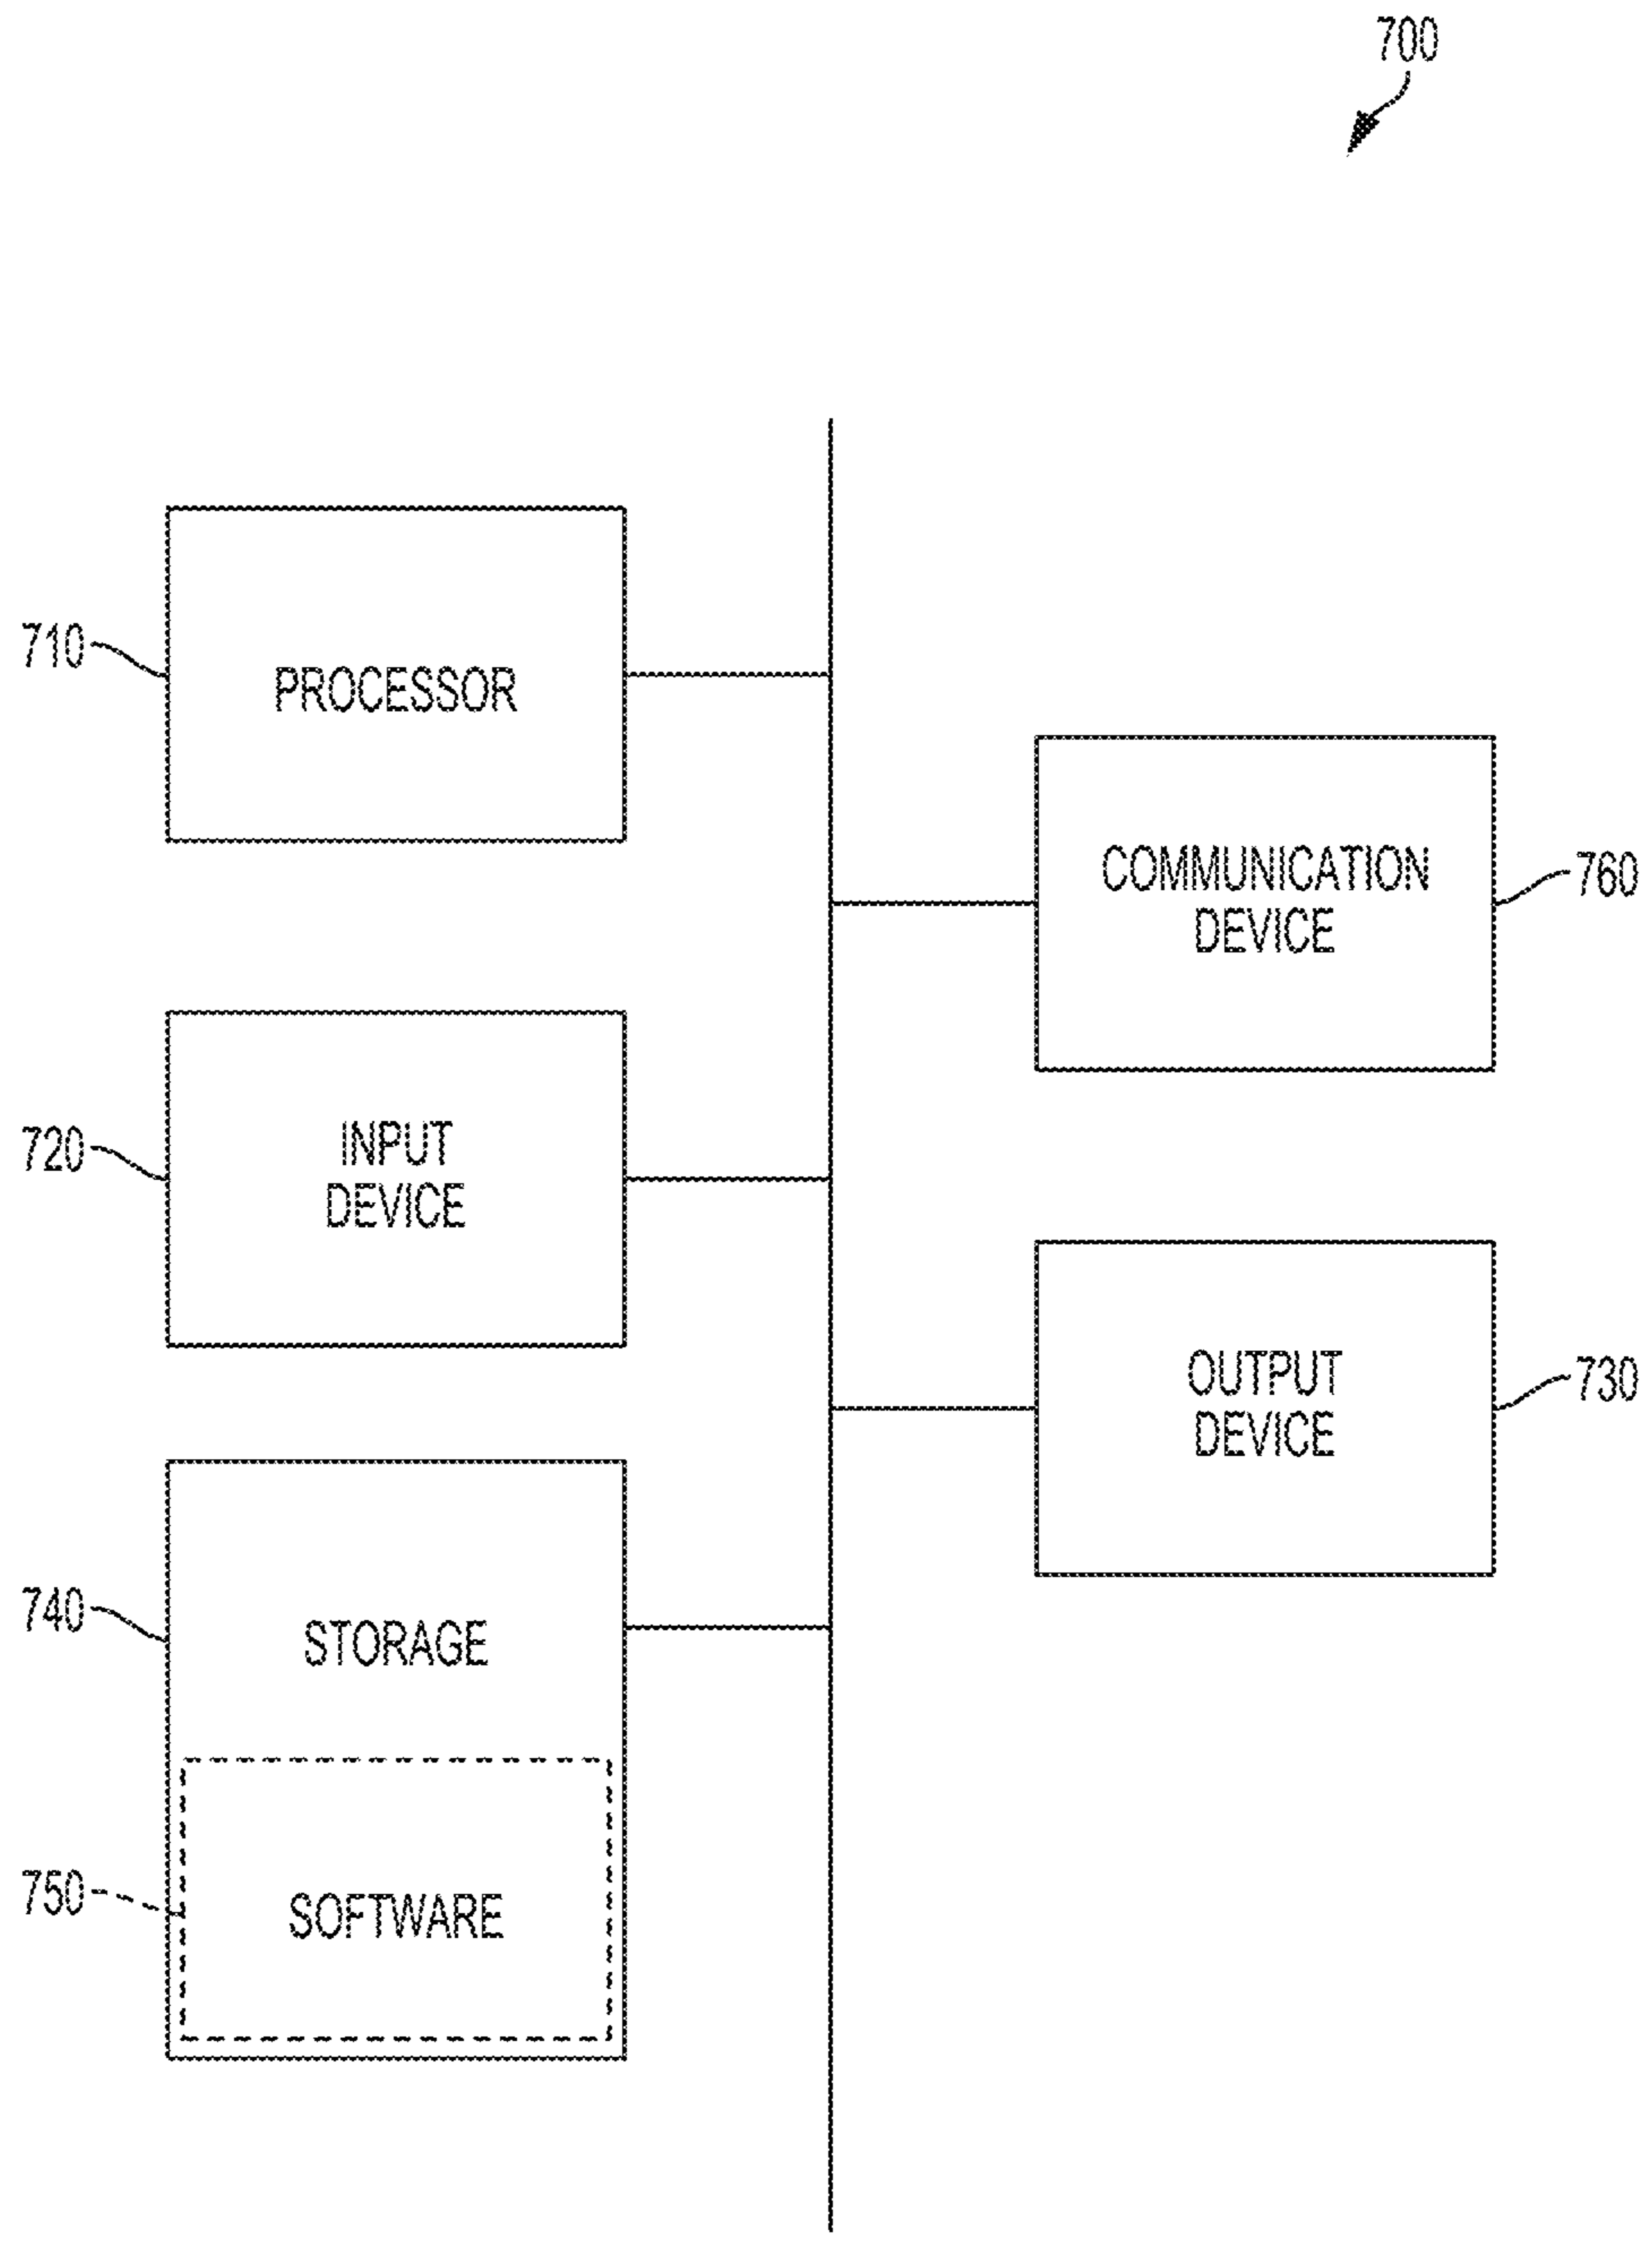 700
710
PROCESSOR
COMMUNICATION
DEVICE
760
720
INPUT
DEVICE
OUTPUT
DEVICE
730
740
STORAGE
750
SOFTWARE